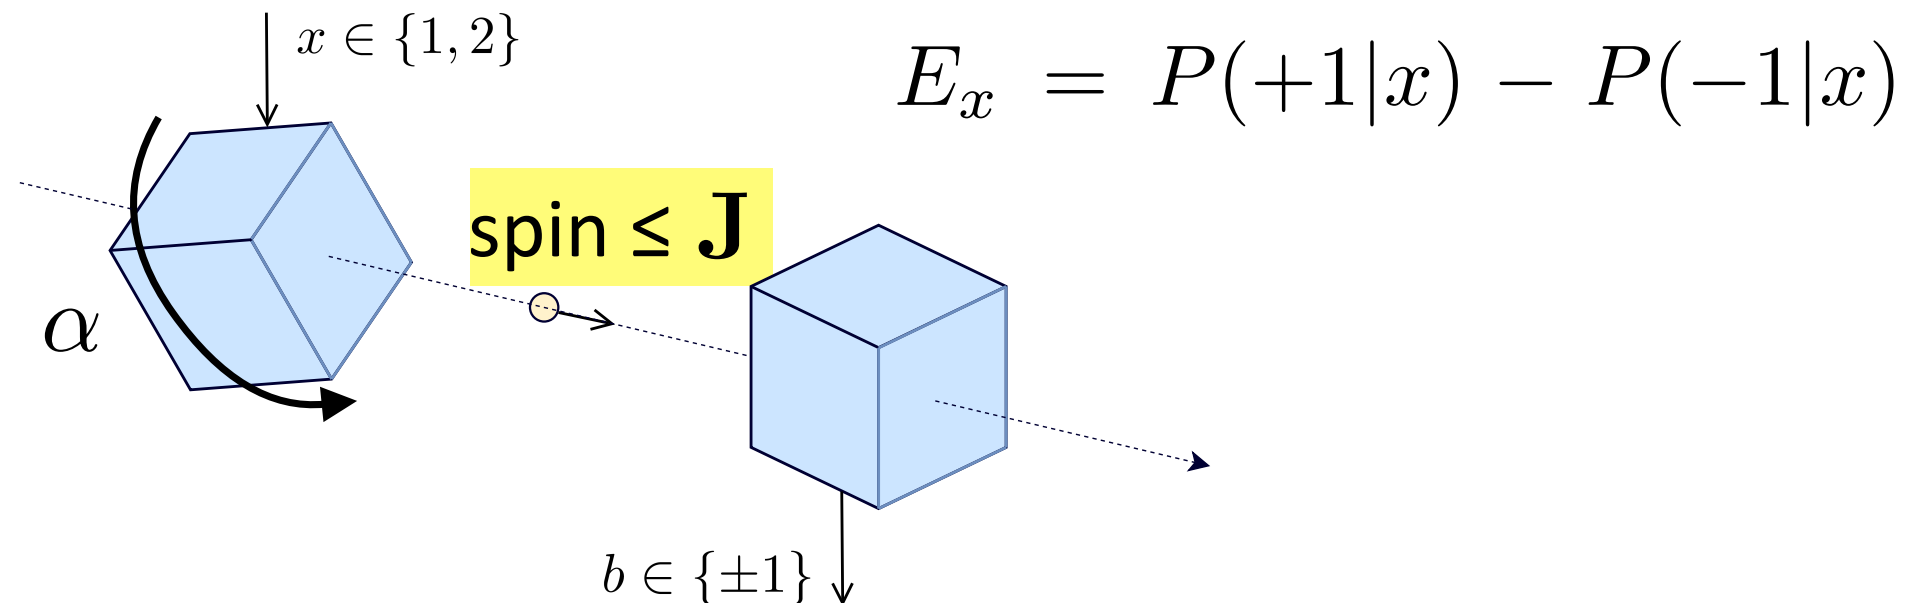 x ∈ {1, 2}
E_x = P(+1|x) − P(−1|x)
spin ≤ J
α
b ∈ {±1}